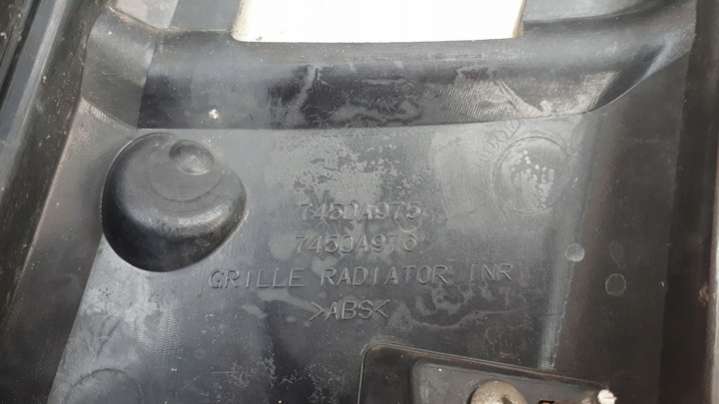 7450A975
7450A976
GRILLE RADIATOR INR
>ABS<